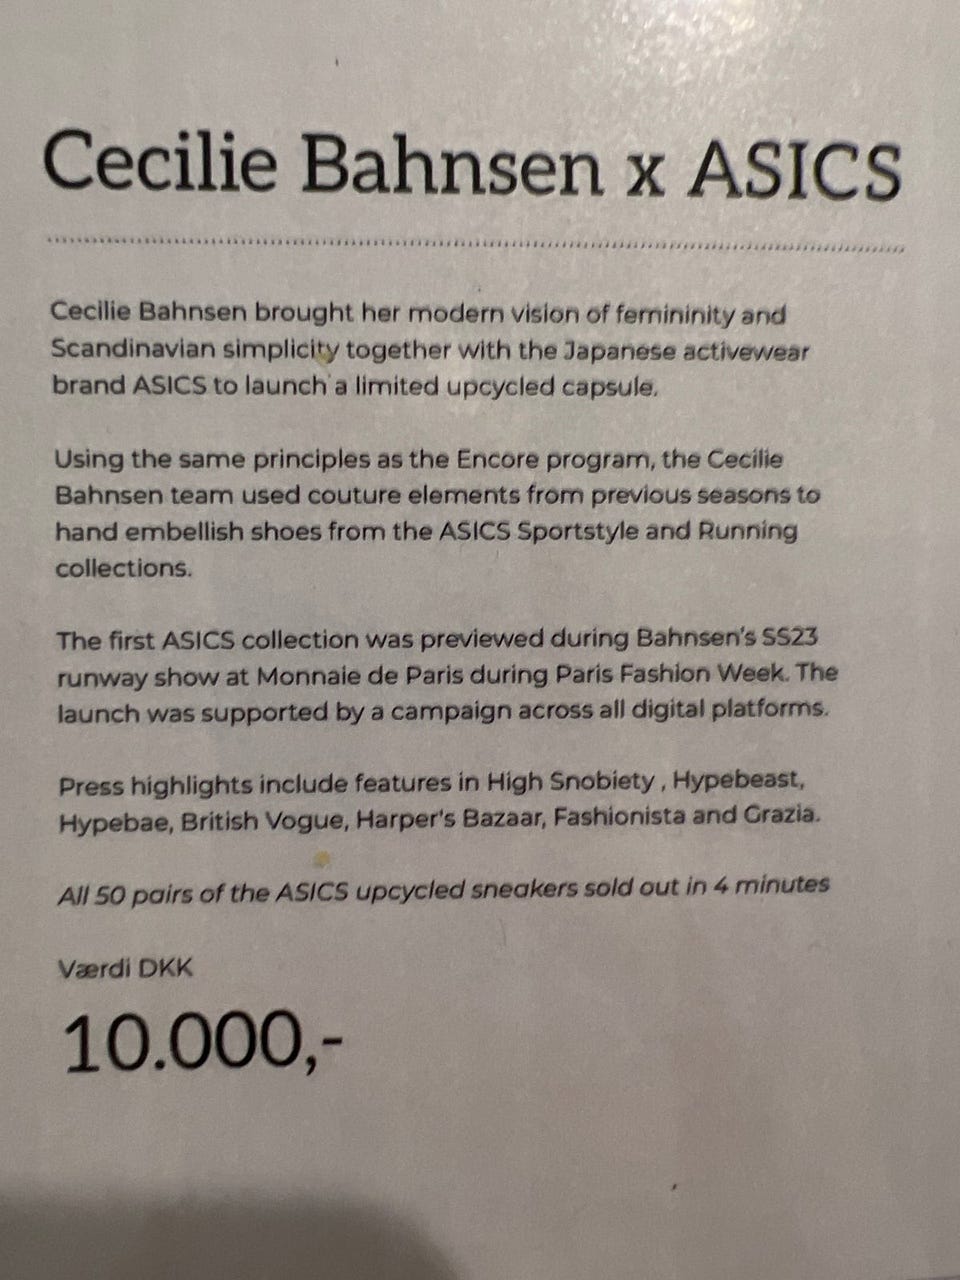 Cecilie Bahnsen x ASICS
Cecilie Bahnsen brought her modern vision of femininity and
Scandinavian simplicity together with the Japanese activewear
brand ASICS to launch a limited upcycled capsule.
Using the same principles as the Encore program, the Cecilie
Bahnsen team used couture elements from previous seasons to
hand embellish shoes from the ASICS Sportstyle and Running
collections.
The first ASICS collection was previewed during Bahnsen's SS23
runway show at Monnaie de Paris during Paris Fashion Week. The
launch was supported by a campaign across all digital platforms.
Press highlights include features in High Snobiety , Hypebeast,
Hypebae, British Vogue, Harper's Bazaar, Fashionista and Grazia.
All 50 pairs of the ASICS upcycled sneakers sold out in 4 minutes
Værdi DKK
10.000,-